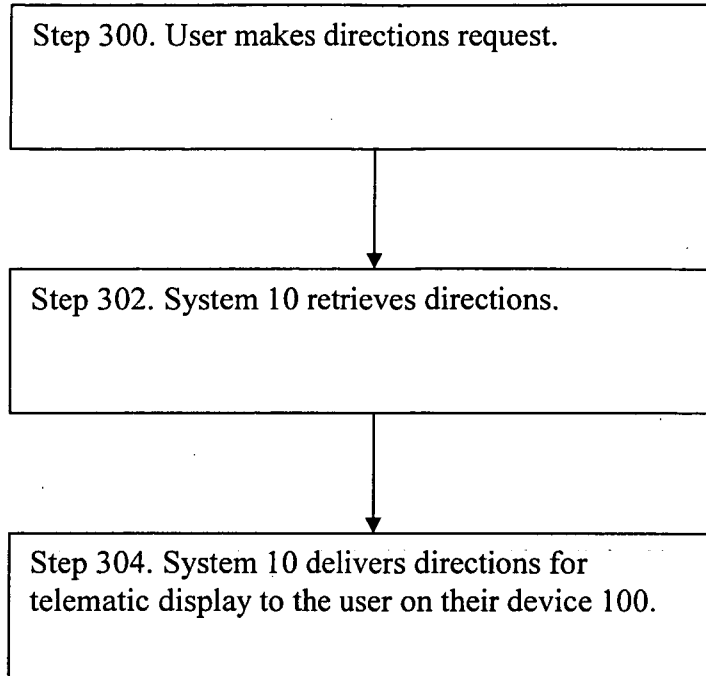 Step 300. User makes directions request.
Step 302. System 10 retrieves directions.
Step 304. System 10 delivers directions for
telematic display to the user on their device 100.